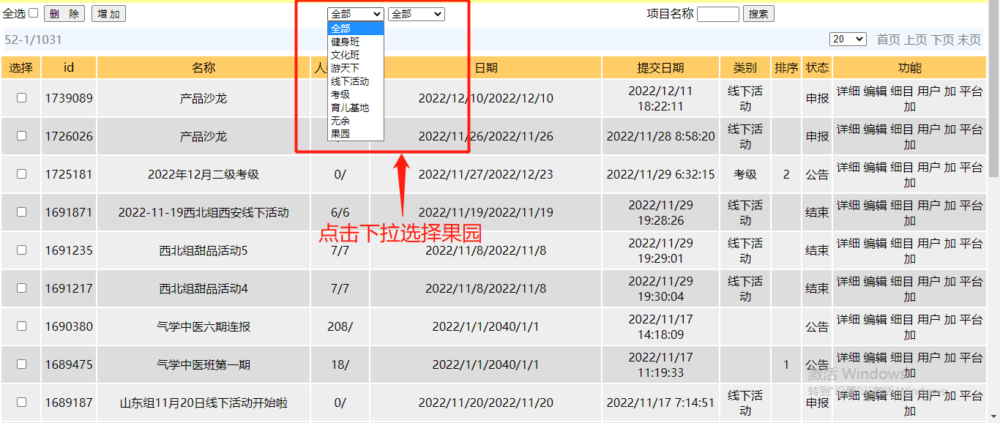 全选 删 除 增 加 全部 全部 项目名称 搜索
全部
健身班
文化班
游天下
线下活动
考级
育儿基地
无余
果园
52-1/1031 20 首页 上页 下页 末页
选择 id 名称 日期 提交日期 类别 排序 状态 功能
1739089 产品沙龙 2022/12/10/2022/12/10 2022/12/11 18:22:11 线下活动 申报 详细 编辑 细目 用户 加 平台加
1726026 产品沙龙 2022/11/26/2022/11/26 2022/11/28 8:58:20 线下活动 申报 详细 编辑 细目 用户 加 平台加
1725181 2022年12月二级考级 0/ 2022/11/27/2022/12/23 2022/11/29 6:32:15 考级 2 公告 详细 编辑 细目 用户 加 平台加
1691871 2022-11-19西北组西安线下活动 6/6 2022/11/19/2022/11/19 2022/11/29 19:28:26 线下活动 结束 详细 编辑 细目 用户 加 平台加
点击下拉选择果园
1691235 西北组甜品活动5 7/7 2022/11/8/2022/11/8 2022/11/29 19:29:01 线下活动 结束 详细 编辑 细目 用户 加 平台加
1691217 西北组甜品活动4 7/7 2022/11/8/2022/11/8 2022/11/29 19:30:04 线下活动 结束 详细 编辑 细目 用户 加 平台加
1690380 气学中医六期连报 208/ 2022/1/1/2040/1/1 2022/11/17 14:18:09 公告 详细 编辑 细目 用户 加 平台加
1689475 气学中医班第一期 18/ 2022/1/1/2040/1/1 2022/11/17 11:19:33 1 公告 详细 编辑 细目 用户 加 平台加
激活 Windows
转到"设置"以激活 Windows。
1689187 山东组11月20日线下活动开始啦 0/ 2022/11/20/2022/11/20 2022/11/17 7:14:51 线下活动 申报 详细 编辑 细目 用户 加 平台加